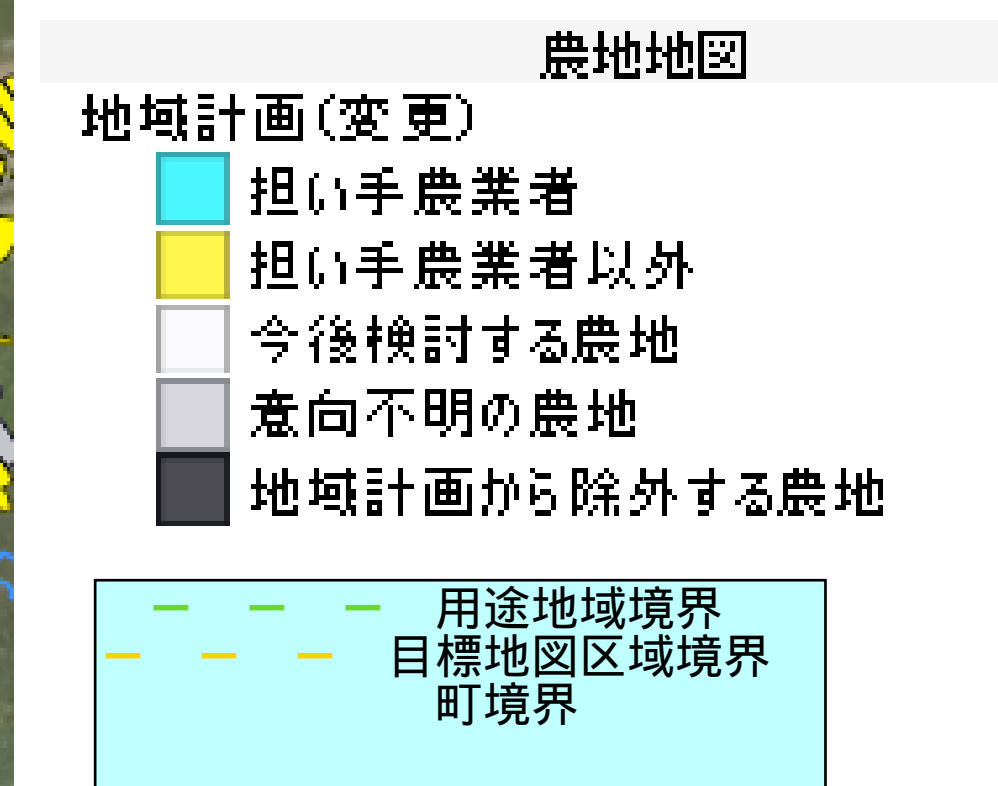 農地地図
地域計画(変更)
担い手農業者
担い手農業者以外
今後検討する農地
意向不明の農地
地域計画から除外する農地
用途地域境界
目標地図区域境界
町境界